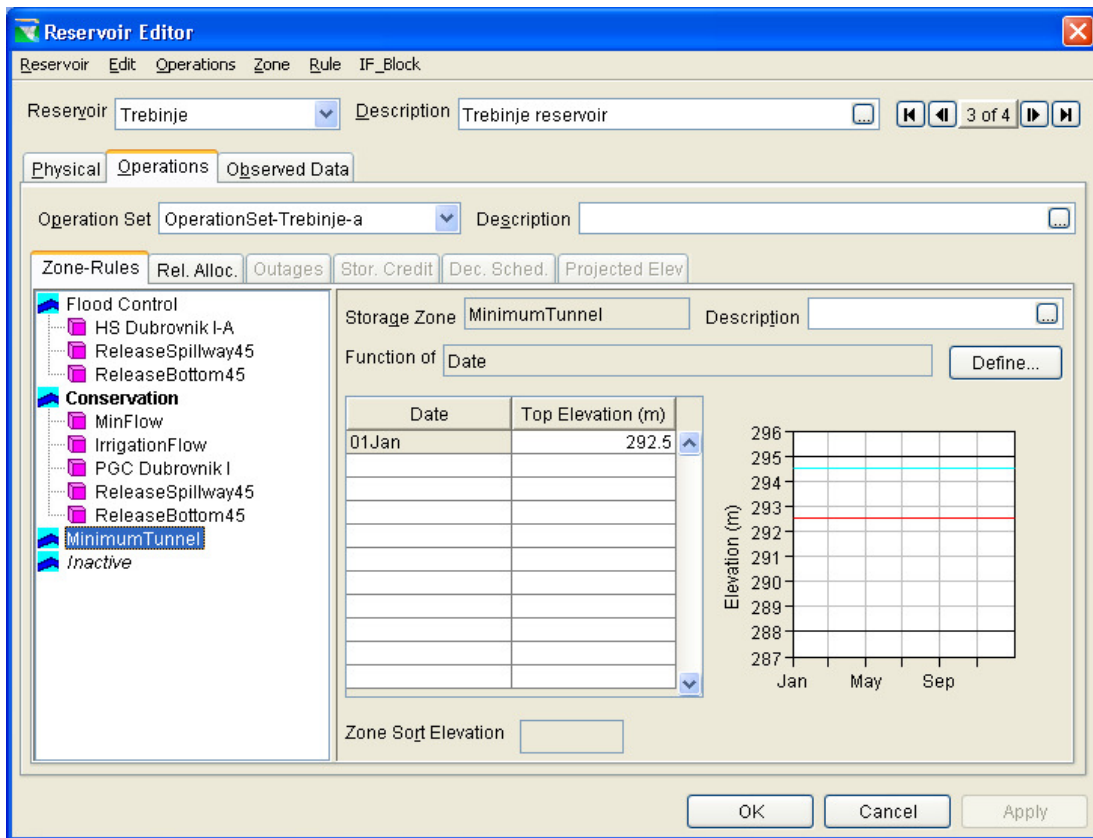 Reservoir Editor
Reservoir Edit Operations Zone Rule IF_Block
Reservoir Trebinje Description Trebinje reservoir ... 3 of 4
Physical Operations Observed Data
Operation Set OperationSet-Trebinje-a Description ...
Zone-Rules Rel. Alloc. Outages Stor. Credit Dec. Sched. Projected Elev
Flood Control
HS Dubrovnik I-A
ReleaseSpillway45
ReleaseBottom45
Conservation
MinFlow
IrrigationFlow
PGC Dubrovnik I
ReleaseSpillway45
ReleaseBottom45
MinimumTunnel
Inactive
Storage Zone MinimumTunnel Description ...
Function of Date Define...
Date Top Elevation (m)
01Jan 292.5
Elevation (m)
296
295
294
293
292
291
290
289
288
287
Jan May Sep
Zone Sort Elevation
OK Cancel Apply